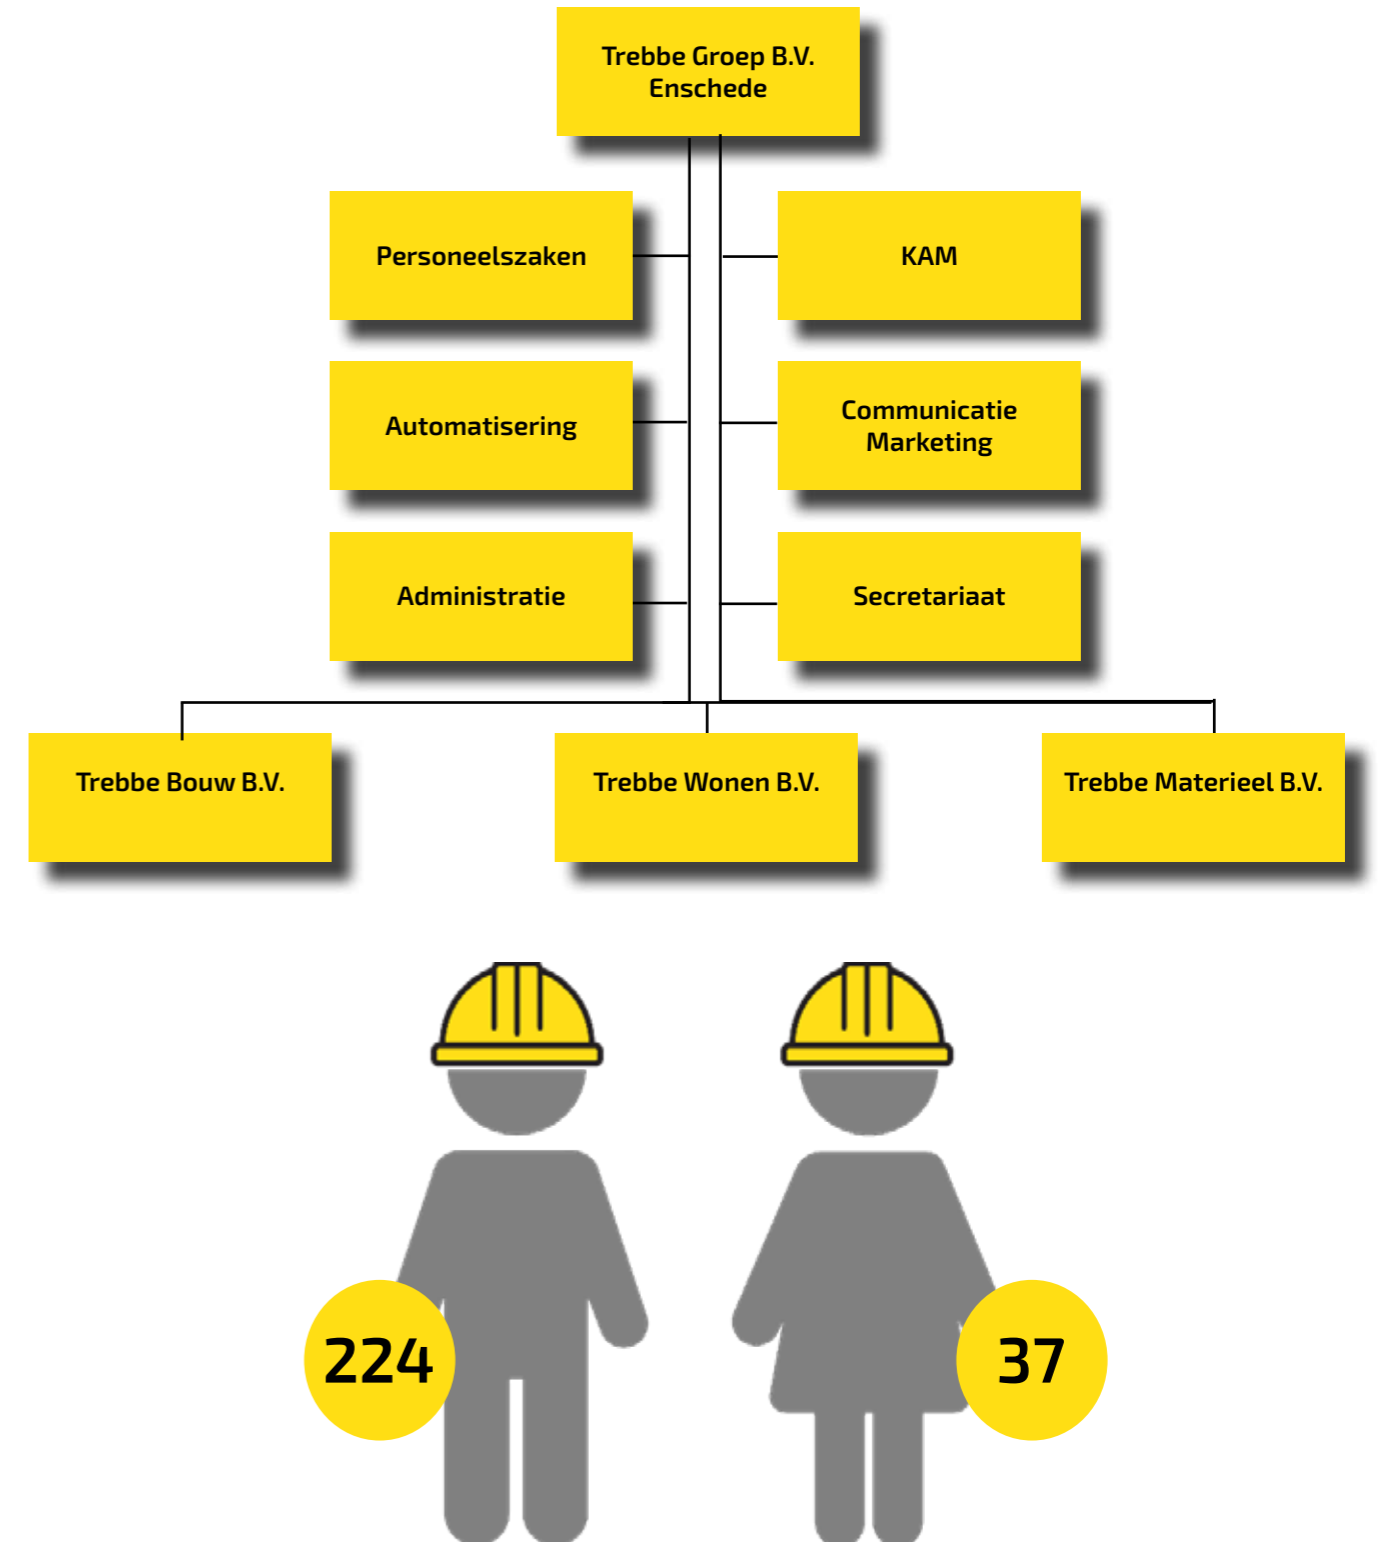 Trebbe Groep B.V.
Enschede
Personeelszaken
KAM
Automatisering
Communicatie
Marketing
Administratie
Secretariaat
Trebbe Bouw B.V.
Trebbe Wonen B.V.
Trebbe Materieel B.V.
224
37